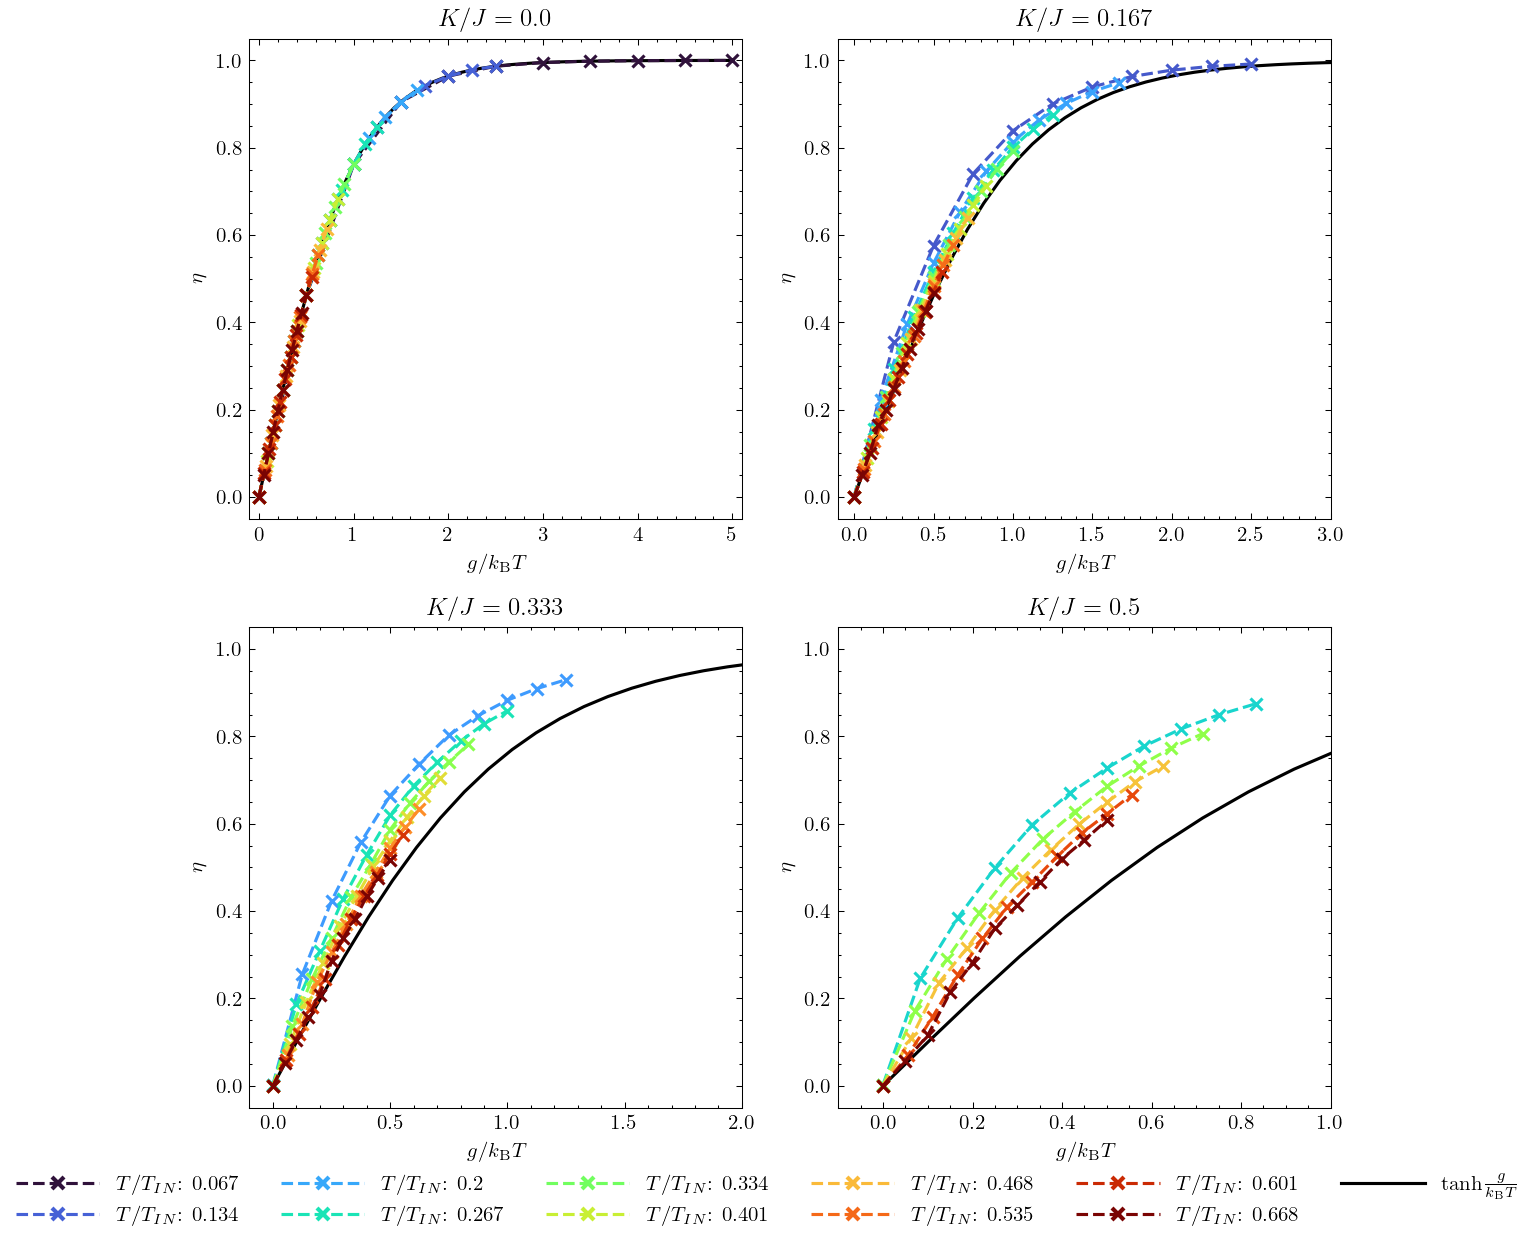 K/J = 0.0
K/J = 0.167
1.0
0.8
0.6
0.4
0.2
0.0
η
0 1 2 3 4 5
g/k_B T
1.0
0.8
0.6
0.4
0.2
0.0
η
0.0 0.5 1.0 1.5 2.0 2.5 3.0
g/k_B T
K/J = 0.333
K/J = 0.5
1.0
0.8
0.6
0.4
0.2
0.0
η
0.0 0.5 1.0 1.5 2.0
g/k_B T
1.0
0.8
0.6
0.4
0.2
0.0
η
0.0 0.2 0.4 0.6 0.8 1.0
g/k_B T
T/T_IN: 0.067
T/T_IN: 0.134
T/T_IN: 0.2
T/T_IN: 0.267
T/T_IN: 0.334
T/T_IN: 0.401
T/T_IN: 0.468
T/T_IN: 0.535
T/T_IN: 0.601
T/T_IN: 0.668
tanh g/k_B T